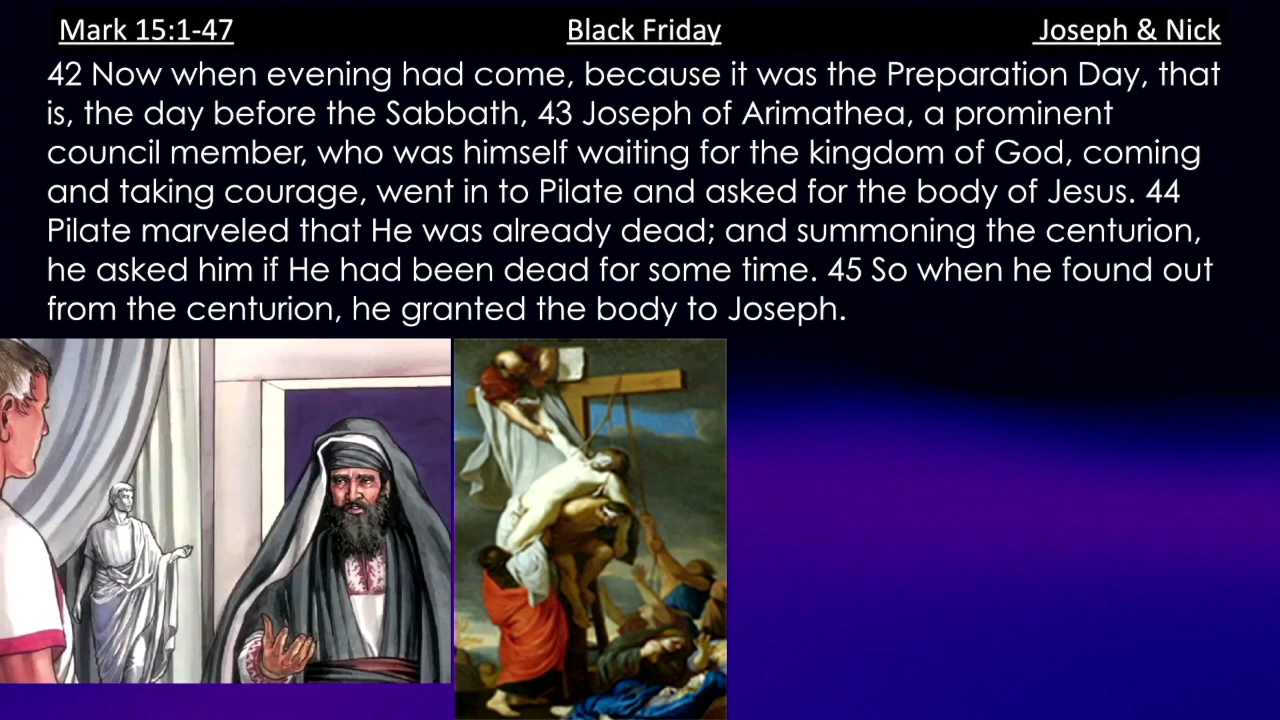 Mark 15:1-47 Black Friday Joseph & Nick
42 Now when evening had come, because it was the Preparation Day, that
is, the day before the Sabbath, 43 Joseph of Arimathea, a prominent
council member, who was himself waiting for the kingdom of God, coming
and taking courage, went in to Pilate and asked for the body of Jesus. 44
Pilate marveled that He was already dead; and summoning the centurion,
he asked him if He had been dead for some time. 45 So when he found out
from the centurion, he granted the body to Joseph.